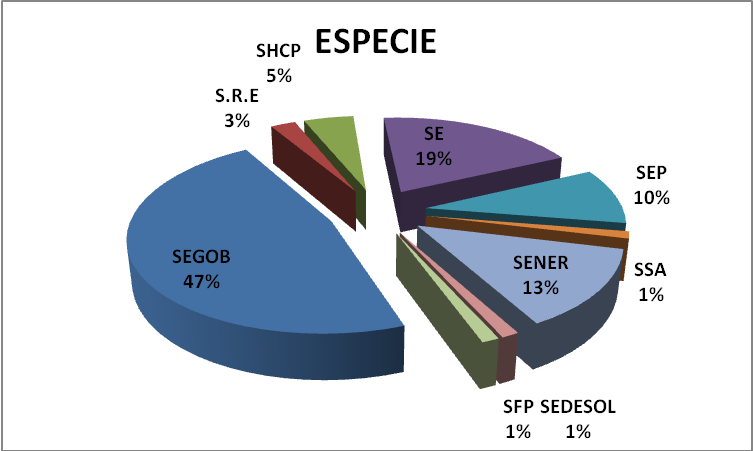 ESPECIE
SHCP
5%
S.R.E
3%
SE
19%
SEP
10%
SEGOB
47%
SENER
13%
SSA
1%
SFP
1%
SEDESOL
1%